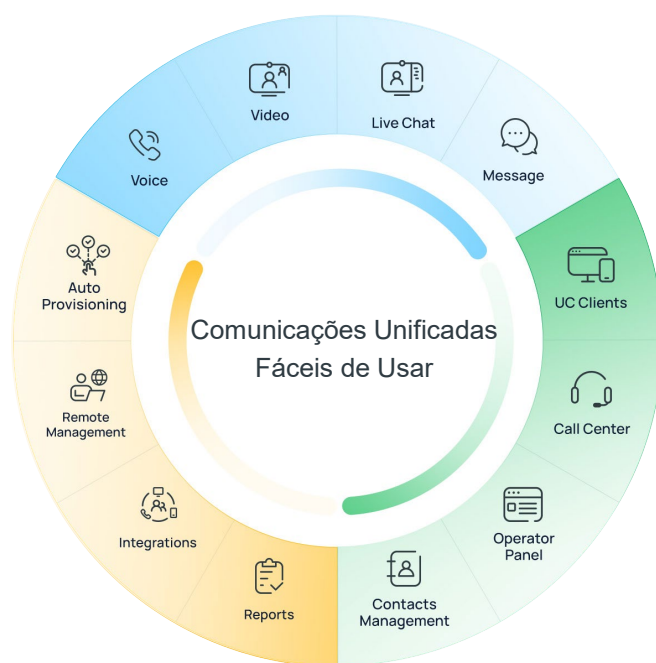 Video
Live Chat
Voice
Message
Auto
Provisioning
UC Clients
Comunicações Unificadas
Fáceis de Usar
Remote
Management
Call Center
Integrations
Operator
Panel
Reports
Contacts
Management